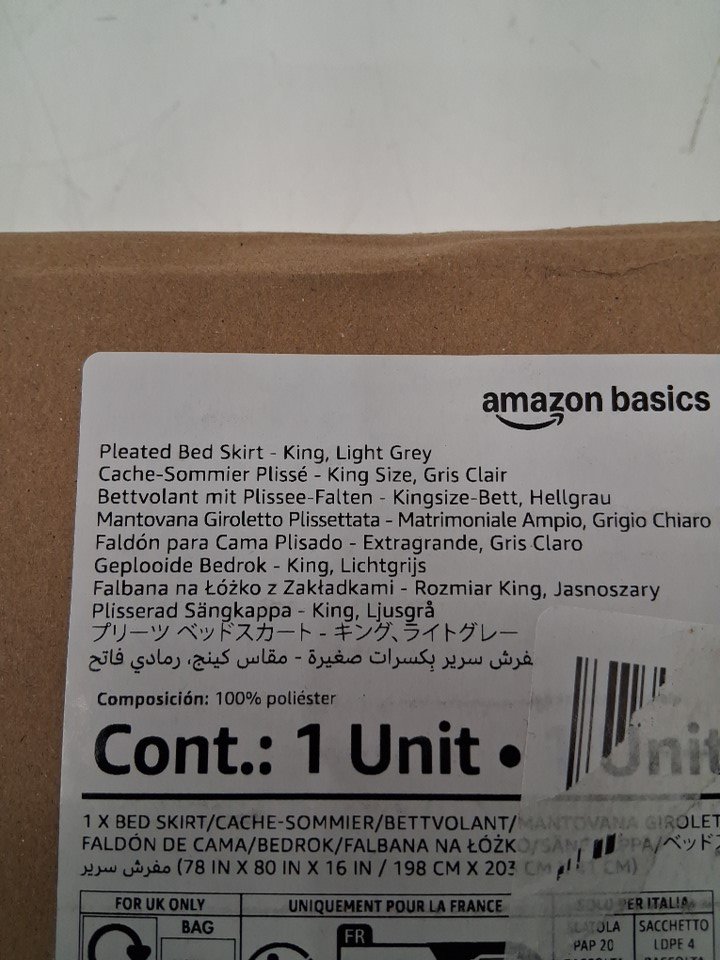 amazon basics
Pleated Bed Skirt - King, Light Grey
Cache-Sommier Plissé - King Size, Gris Clair
Bettvolant mit Plissee-Falten - Kingsize-Bett, Hellgrau
Mantovana Giroletto Plissettata - Matrimoniale Ampio, Grigio Chiaro
Faldón para Cama Plisado - Extragrande, Gris Claro
Geplooide Bedrok - King, Lichtgrijs
Falbana na Łóżko z Zakładkami - Rozmiar King, Jasnoszary
Plisserad Sängkappa - King, Ljusgrå
プリーツ ベッドスカート - キング、ライトグレー
مفرش سرير بكسرات صغيرة - مقاس كينج، رمادي فاتح
Composición: 100% poliéster
Cont.: 1 Unit • Unit
1 X BED SKIRT/CACHE-SOMMIER/BETTVOLANT/MANTOVANA GIROLET
FALDÓN DE CAMA/BEDROK/FALBANA NA ŁÓŻKO/
مفرش سرير (78 IN X 80 IN X 16 IN / 198 CM X 203 CM
FOR UK ONLY
BAG
UNIQUEMENT POUR LA FRANCE
FR
SOLO PER ITALIA
SCATOLA
PAP 20
SACCHETTO
LDPE 4